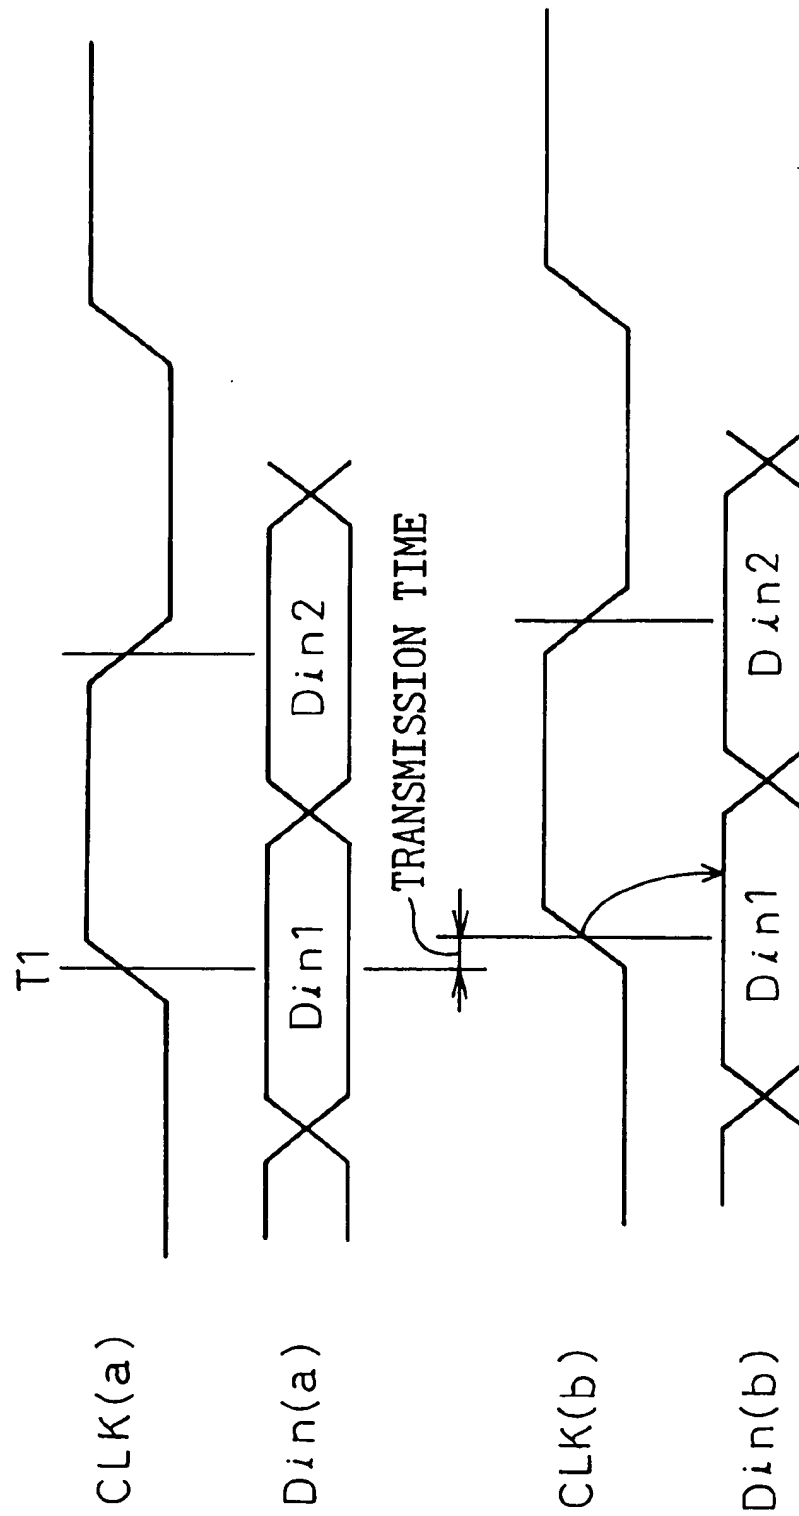 T1
CLK(a)
Din1
Din2
Din(a)
TRANSMISSION TIME
CLK(b)
Din1
Din2
Din(b)